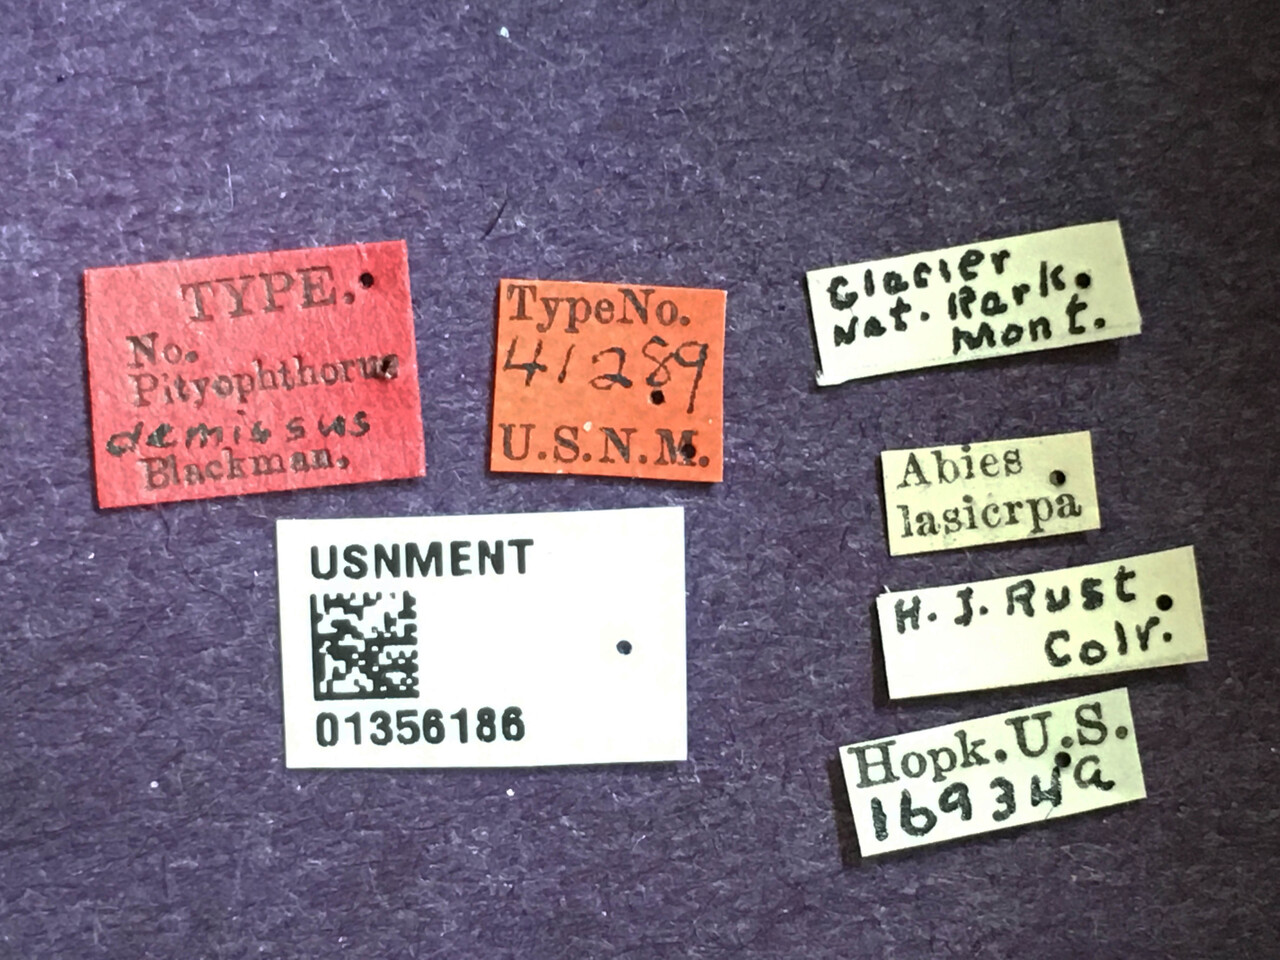 TYPE.
No.
Pityophthorus
demissus
Blackman.
TypeNo.
41289
U.S.N.M.
Glacier
Nat. Park.
Mont.
Abies
lasicrpa
H. J. Rust
Colr.
Hopk. U.S.
16934a
USNMENT
01356186